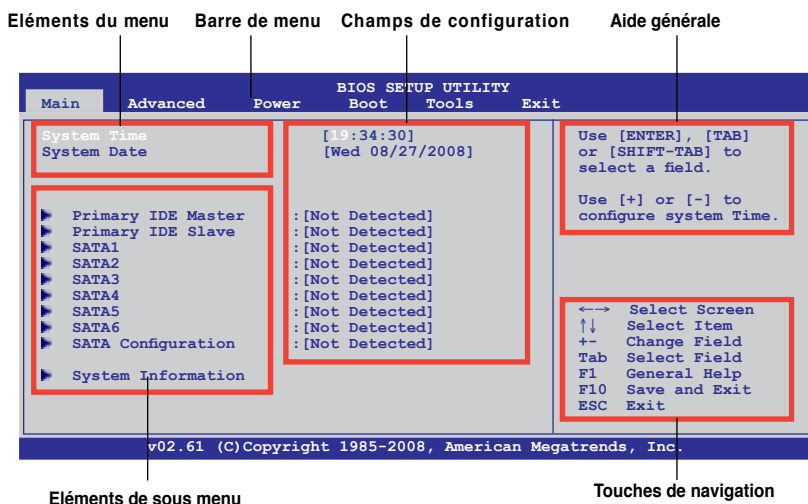 Eléments du menu Barre de menu Champs de configuration Aide générale
BIOS SETUP UTILITY
Main Advanced Power Boot Tools Exit
System Time [19:34:30]
System Date [Wed 08/27/2008]
Use [ENTER], [TAB]
or [SHIFT-TAB] to
select a field.
Use [+] or [-] to
configure system Time.
Primary IDE Master :[Not Detected]
Primary IDE Slave :[Not Detected]
SATA1 :[Not Detected]
SATA2 :[Not Detected]
SATA3 :[Not Detected]
SATA4 :[Not Detected]
SATA5 :[Not Detected]
SATA6 :[Not Detected]
SATA Configuration :[Not Detected]
System Information
←→ Select Screen
↑↓ Select Item
+- Change Field
Tab Select Field
F1 General Help
F10 Save and Exit
ESC Exit
v02.61 (C)Copyright 1985-2008, American Megatrends, Inc.
Eléments de sous menu
Touches de navigation